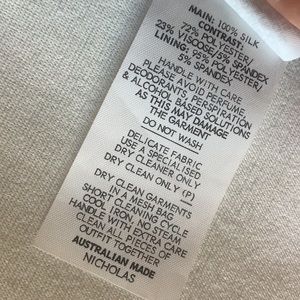 MAIN: 100% SILK
CONTRAST:
72% POLYESTER/
23% VISCOSE/5% SPANDEX
LINING: 95% POLYESTER/
5% SPANDEX
HANDLE WITH CARE
PLEASE AVOID PERFUME
DEODORANTS, PERSPIRATION
& ALCOHOL BASED SOLUTIONS
AS THIS MAY DAMAGE
THE GARMENT
DO NOT WASH
DELICATE FABRIC
USE A SPECIALISED
DRY CLEANER ONLY
DRY CLEAN ONLY (P)
DRY CLEAN GARMENTS
IN A MESH BAG
SHORT CLEANING CYCLE
COOL IRON, NO STEAM
HANDLE WITH EXTRA CARE
CLEAN ALL PIECES OF
OUTFIT TOGETHER
AUSTRALIAN MADE
NICHOLAS